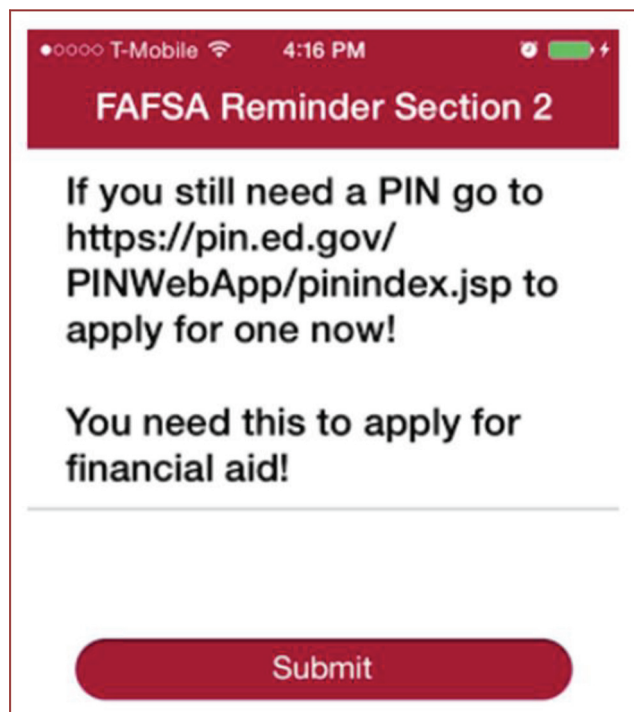 T-Mobile 4:16 PM
FAFSA Reminder Section 2
If you still need a PIN go to
https://pin.ed.gov/
PINWebApp/pinindex.jsp to
apply for one now!
You need this to apply for
financial aid!
Submit